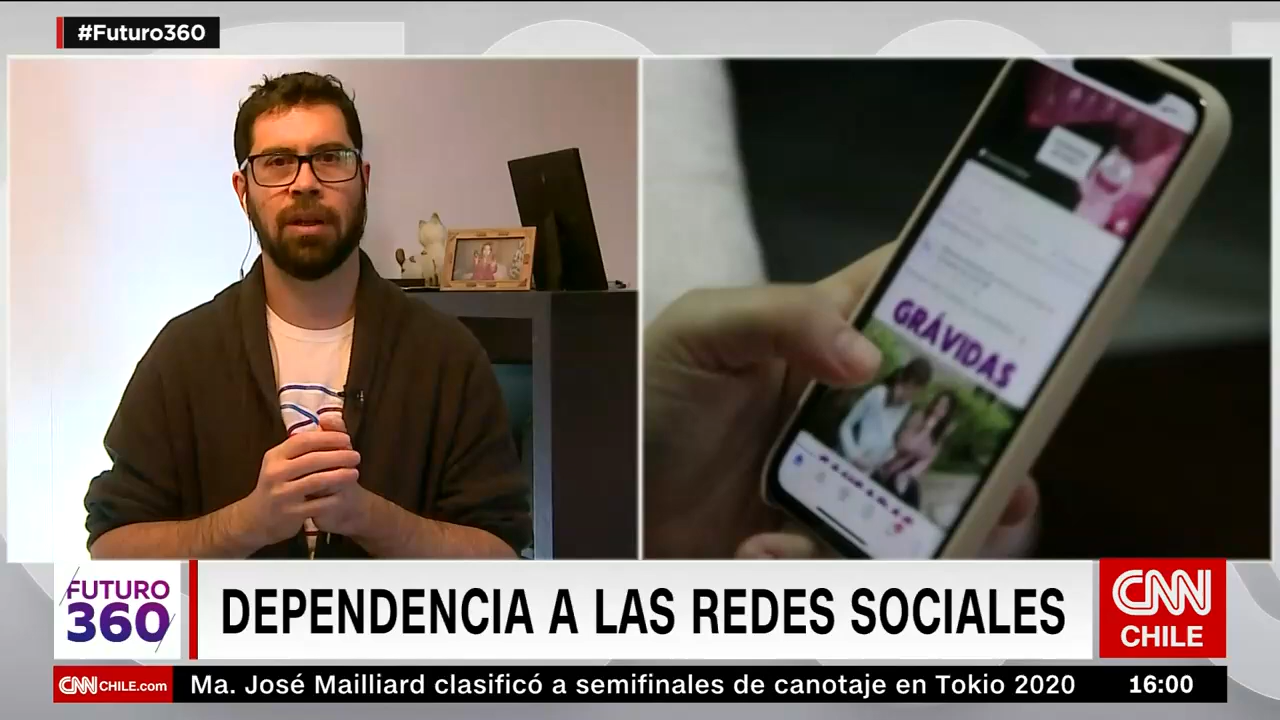 #Futuro360
GRÁVIDAS
FUTURO
360
DEPENDENCIA A LAS REDES SOCIALES
CNN
CHILE
CNNCHILE.com
Ma. José Mailliard clasificó a semifinales de canotaje en Tokio 2020
16:00